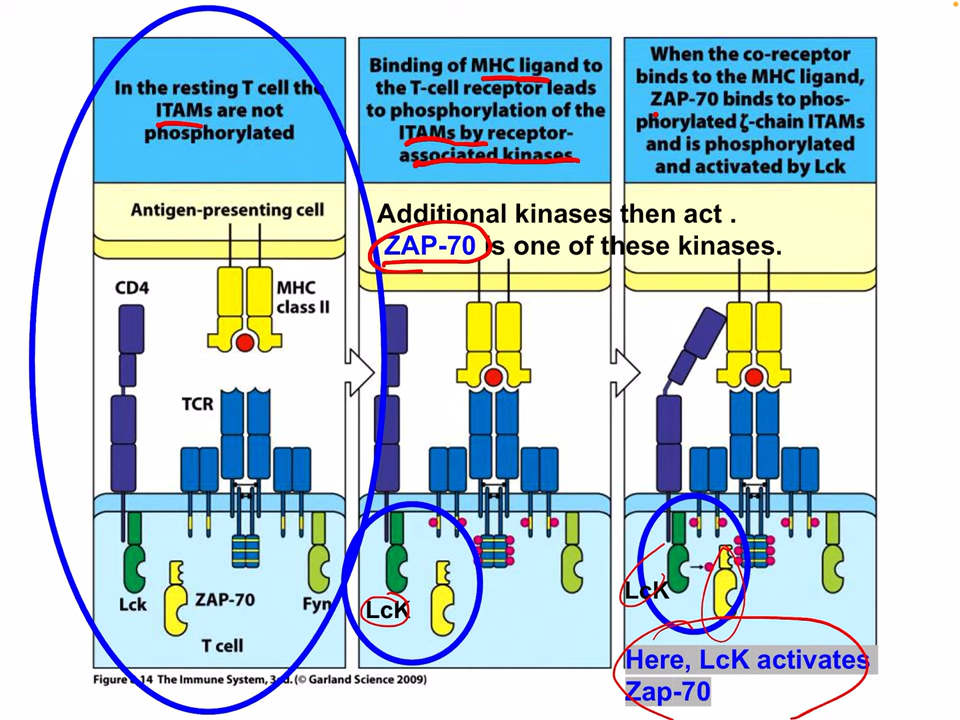 In the resting T cell the
ITAMs are not
phosphorylated
Binding of MHC ligand to
the T-cell receptor leads
to phosphorylation of the
ITAMs by receptor-
associated kinases
When the co-receptor
binds to the MHC ligand,
ZAP-70 binds to phos-
phorylated ζ-chain ITAMs
and is phosphorylated
and activated by Lck
Antigen-presenting cell
Additional kinases then act .
ZAP-70 is one of these kinases.
CD4
MHC
class II
TCR
Lck
ZAP-70
Fyn
T cell
LcK
LcK
Here, LcK activates
Zap-70
The Immune System, 3ed. (© Garland Science 2009)